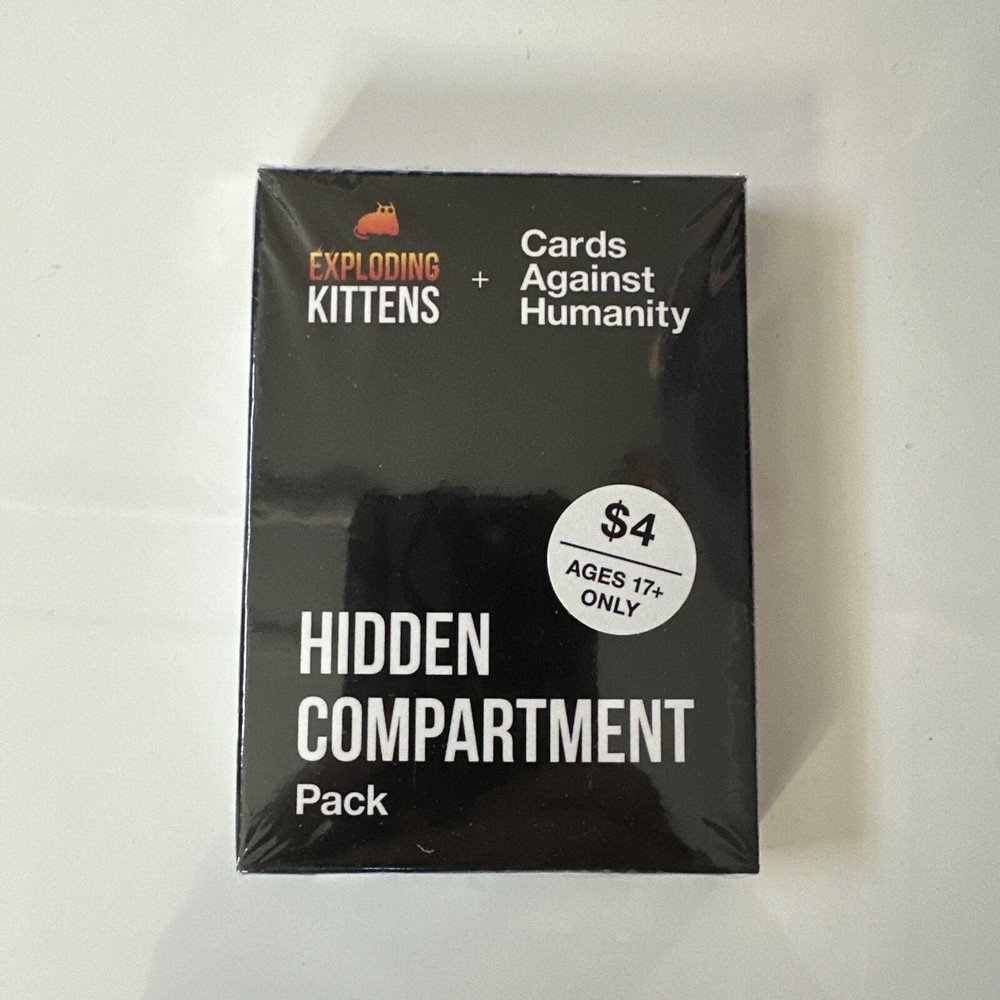 EXPLODING
KITTENS
+
Cards
Against
Humanity
$4
AGES 17+
ONLY
HIDDEN
COMPARTMENT
Pack